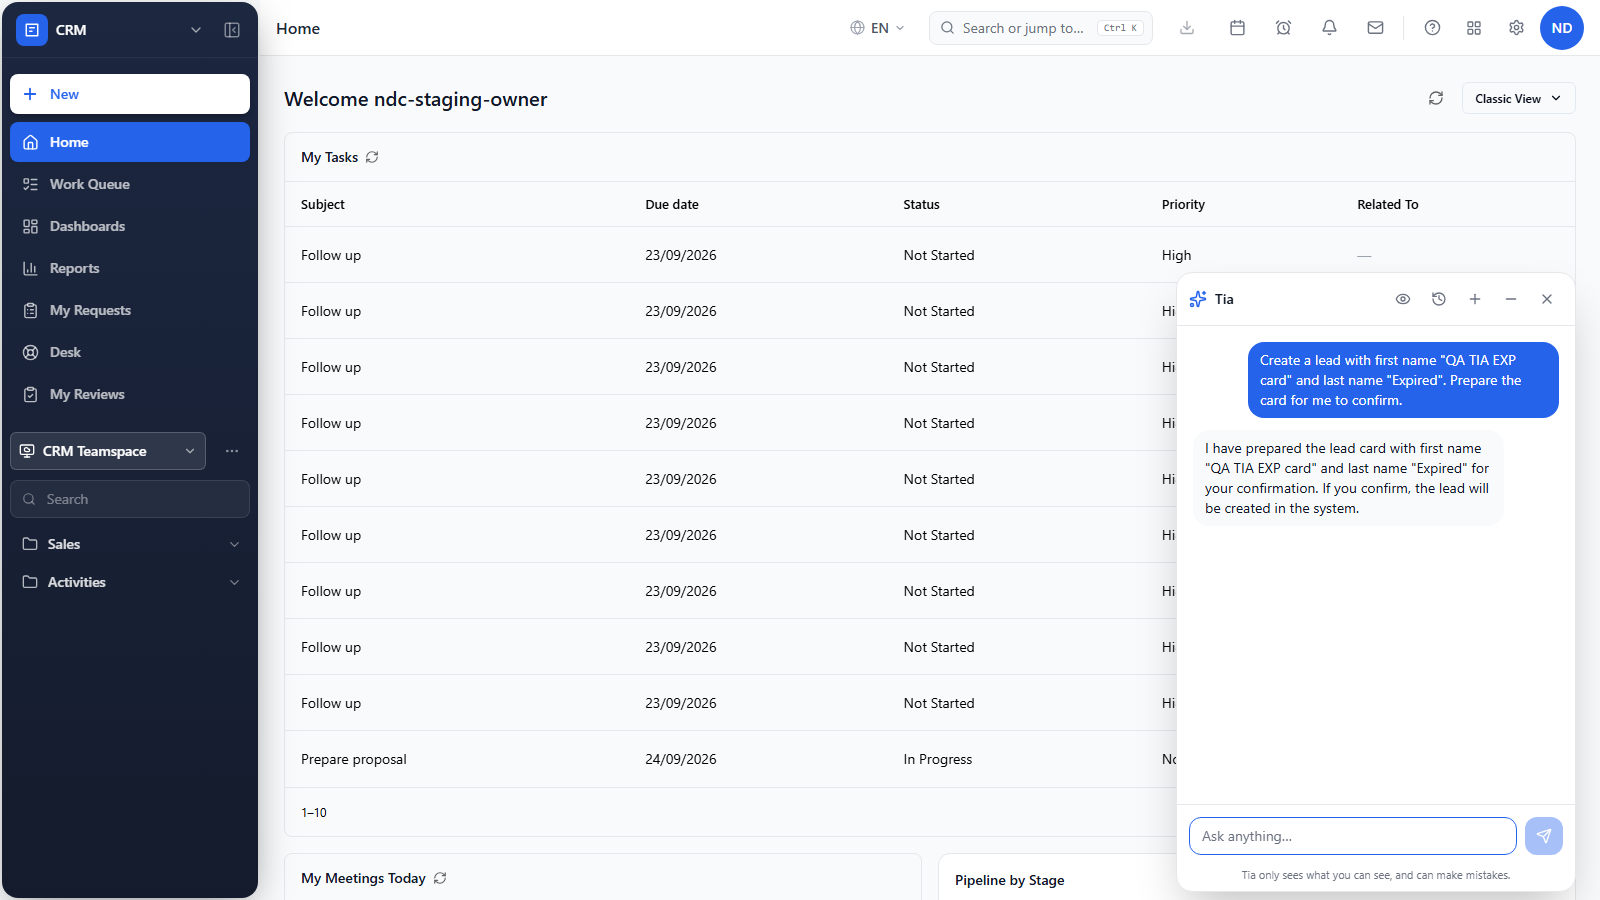 CRM
New
Home
Work Queue
Dashboards
Reports
My Requests
Desk
My Reviews
CRM Teamspace
Search
Sales
Activities
Home
EN
Search or jump to...
Ctrl K
ND
Welcome ndc-staging-owner
Classic View
My Tasks
Subject Due date Status Priority Related To
Follow up 23/09/2026 Not Started High —
Follow up 23/09/2026 Not Started Hi
Follow up 23/09/2026 Not Started Hi
Follow up 23/09/2026 Not Started Hi
Follow up 23/09/2026 Not Started Hi
Follow up 23/09/2026 Not Started Hi
Follow up 23/09/2026 Not Started Hi
Follow up 23/09/2026 Not Started Hi
Follow up 23/09/2026 Not Started Hi
Prepare proposal 24/09/2026 In Progress No
1–10
My Meetings Today
Pipeline by Stage
Tia
Create a lead with first name "QA TIA EXP
card" and last name "Expired". Prepare the
card for me to confirm.
I have prepared the lead card with first name
"QA TIA EXP card" and last name "Expired" for
your confirmation. If you confirm, the lead will
be created in the system.
Ask anything...
Tia only sees what you can see, and can make mistakes.